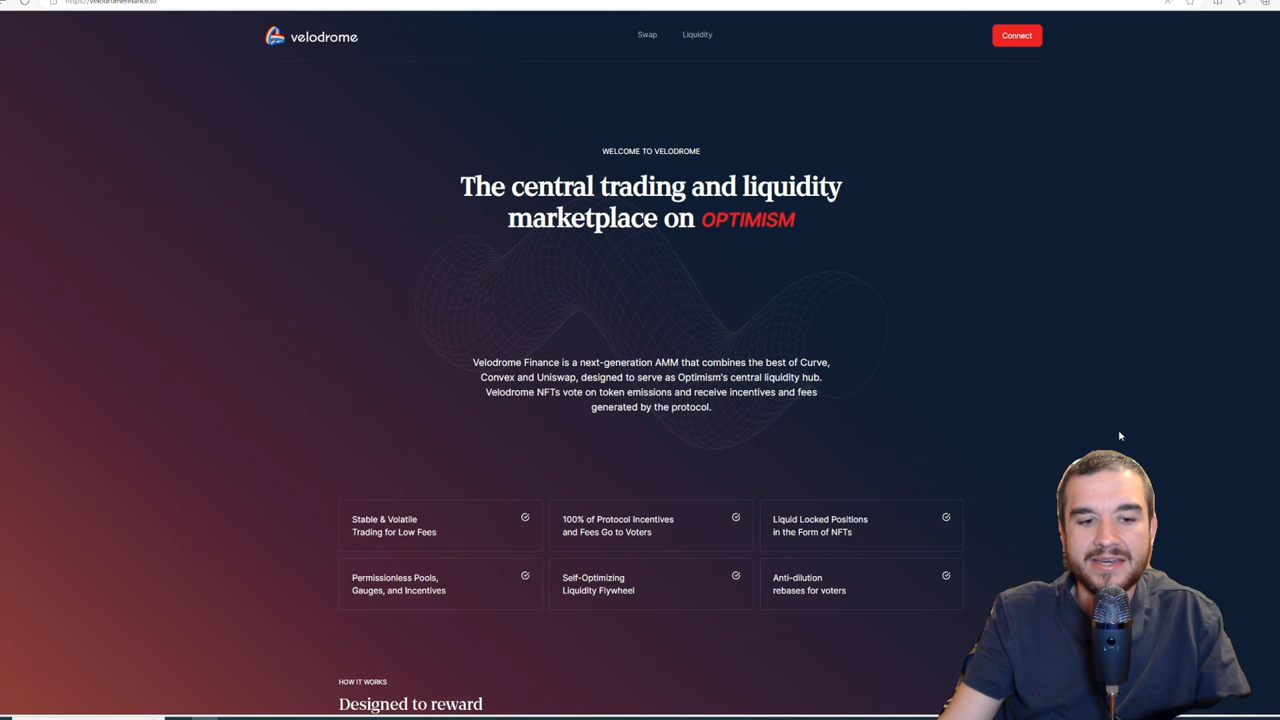 https://velodromefinance.io
velodrome
Swap
Liquidity
Connect
WELCOME TO VELODROME
The central trading and liquidity
marketplace on OPTIMISM
Velodrome Finance is a next-generation AMM that combines the best of Curve,
Convex and Uniswap, designed to serve as Optimism's central liquidity hub.
Velodrome NFTs vote on token emissions and receive incentives and fees
generated by the protocol.
Stable & Volatile
Trading for Low Fees
100% of Protocol Incentives
and Fees Go to Voters
Liquid Locked Positions
in the Form of NFTs
Permissionless Pools,
Gauges, and Incentives
Self-Optimizing
Liquidity Flywheel
Anti-dilution
rebases for voters
HOW IT WORKS
Designed to reward